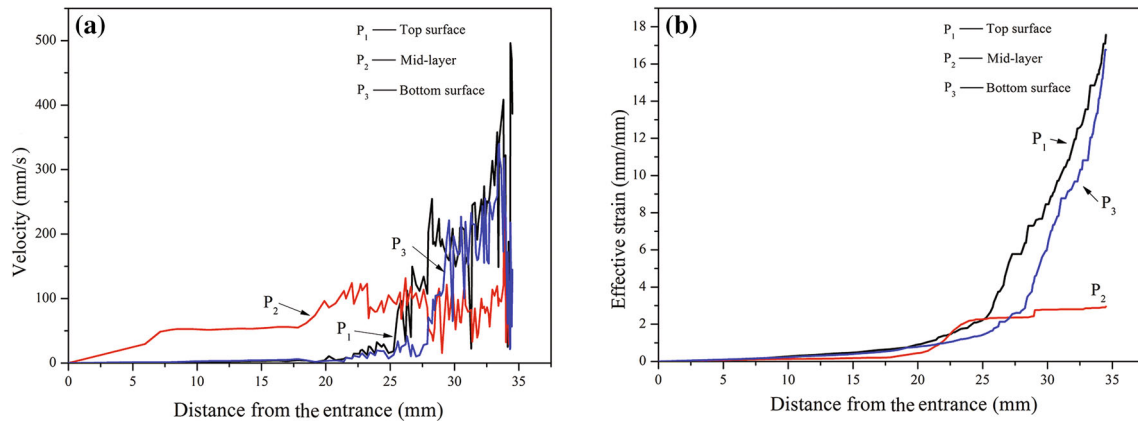 (a)
P₁ — Top surface
P₂ — Mid-layer
P₃ — Bottom surface
500
400
300
200
100
0
Velocity (mm/s)
P₂
P₁
P₃
0 5 10 15 20 25 30 35
Distance from the entrance (mm)
(b)
P₁ — Top surface
P₂ — Mid-layer
P₃ — Bottom surface
18
16
14
12
10
8
6
4
2
0
Effective strain (mm/mm)
P₁
P₃
P₂
0 5 10 15 20 25 30 35
Distance from the entrance (mm)